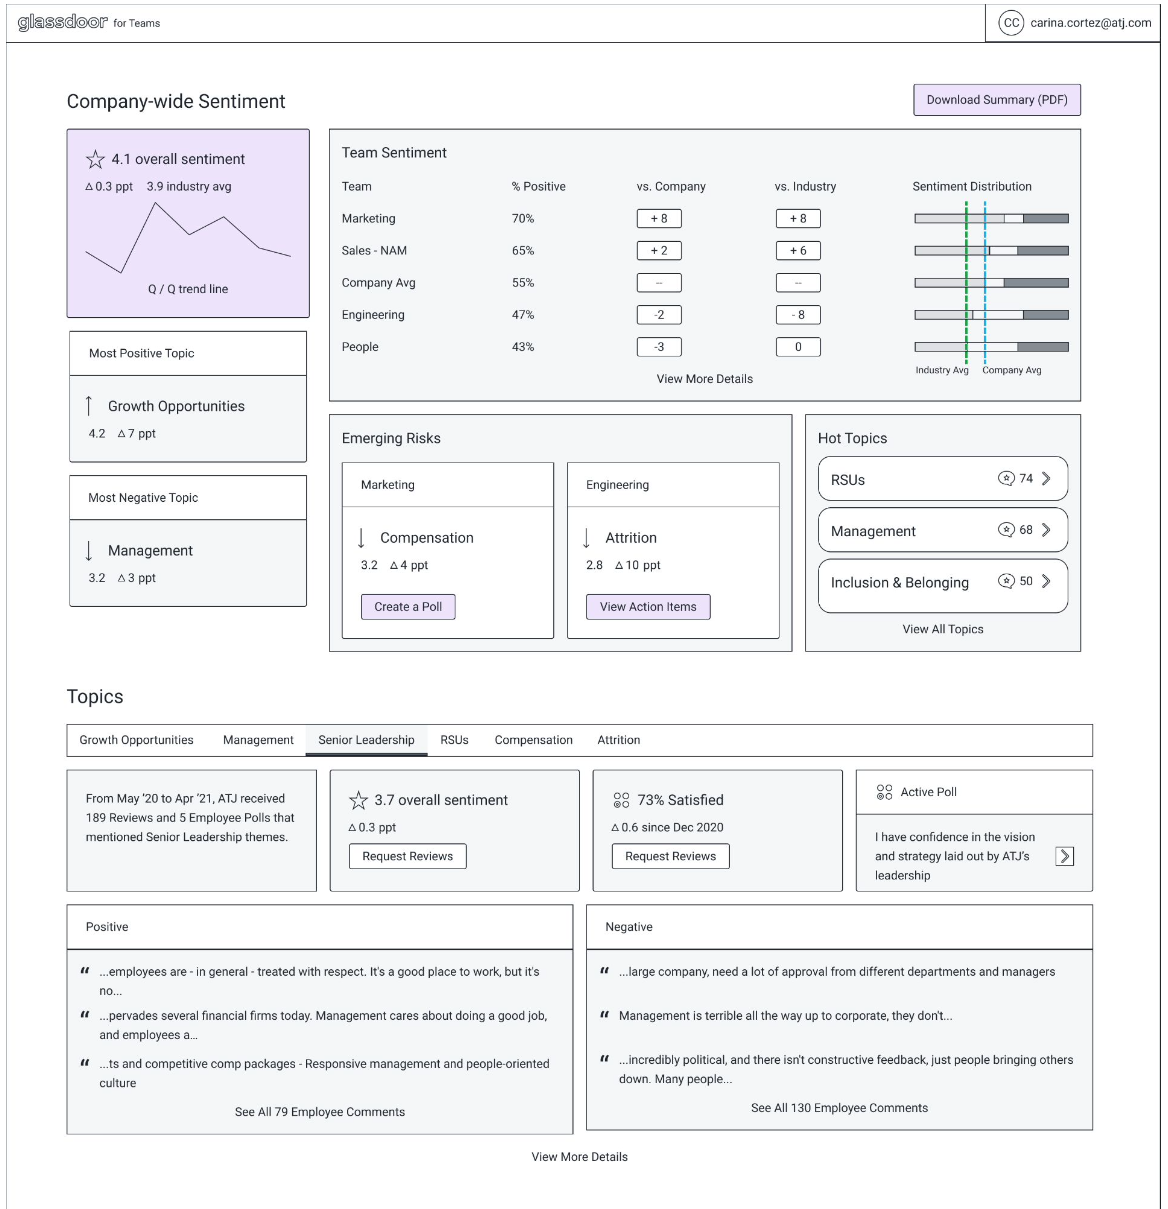 glassdoor for Teams
CC carina.cortez@atj.com
Company-wide Sentiment
Download Summary (PDF)
4.1 overall sentiment
Δ 0.3 ppt 3.9 industry avg
Q / Q trend line
Most Positive Topic
↑ Growth Opportunities
4.2 Δ 7 ppt
Most Negative Topic
↓ Management
3.2 Δ 3 ppt
Team Sentiment
Team % Positive vs. Company vs. Industry Sentiment Distribution
Marketing 70% + 8 + 8
Sales - NAM 65% + 2 + 6
Company Avg 55% -- --
Engineering 47% -2 - 8
People 43% -3 0
Industry Avg Company Avg
View More Details
Emerging Risks
Marketing
↓ Compensation
3.2 Δ 4 ppt
Create a Poll
Engineering
↓ Attrition
2.8 Δ 10 ppt
View Action Items
Hot Topics
RSUs 74
Management 68
Inclusion & Belonging 50
View All Topics
Topics
Growth Opportunities Management Senior Leadership RSUs Compensation Attrition
From May '20 to Apr '21, ATJ received
189 Reviews and 5 Employee Polls that
mentioned Senior Leadership themes.
3.7 overall sentiment
Δ 0.3 ppt
Request Reviews
73% Satisfied
Δ 0.6 since Dec 2020
Request Reviews
Active Poll
I have confidence in the vision
and strategy laid out by ATJ's
leadership
Positive
“ ...employees are - in general - treated with respect. It's a good place to work, but it's
no...
“ ...pervades several financial firms today. Management cares about doing a good job,
and employees a...
“ ...ts and competitive comp packages - Responsive management and people-oriented
culture
See All 79 Employee Comments
Negative
“ ...large company, need a lot of approval from different departments and managers
“ Management is terrible all the way up to corporate, they don't...
“ ...incredibly political, and there isn't constructive feedback, just people bringing others
down. Many people...
See All 130 Employee Comments
View More Details